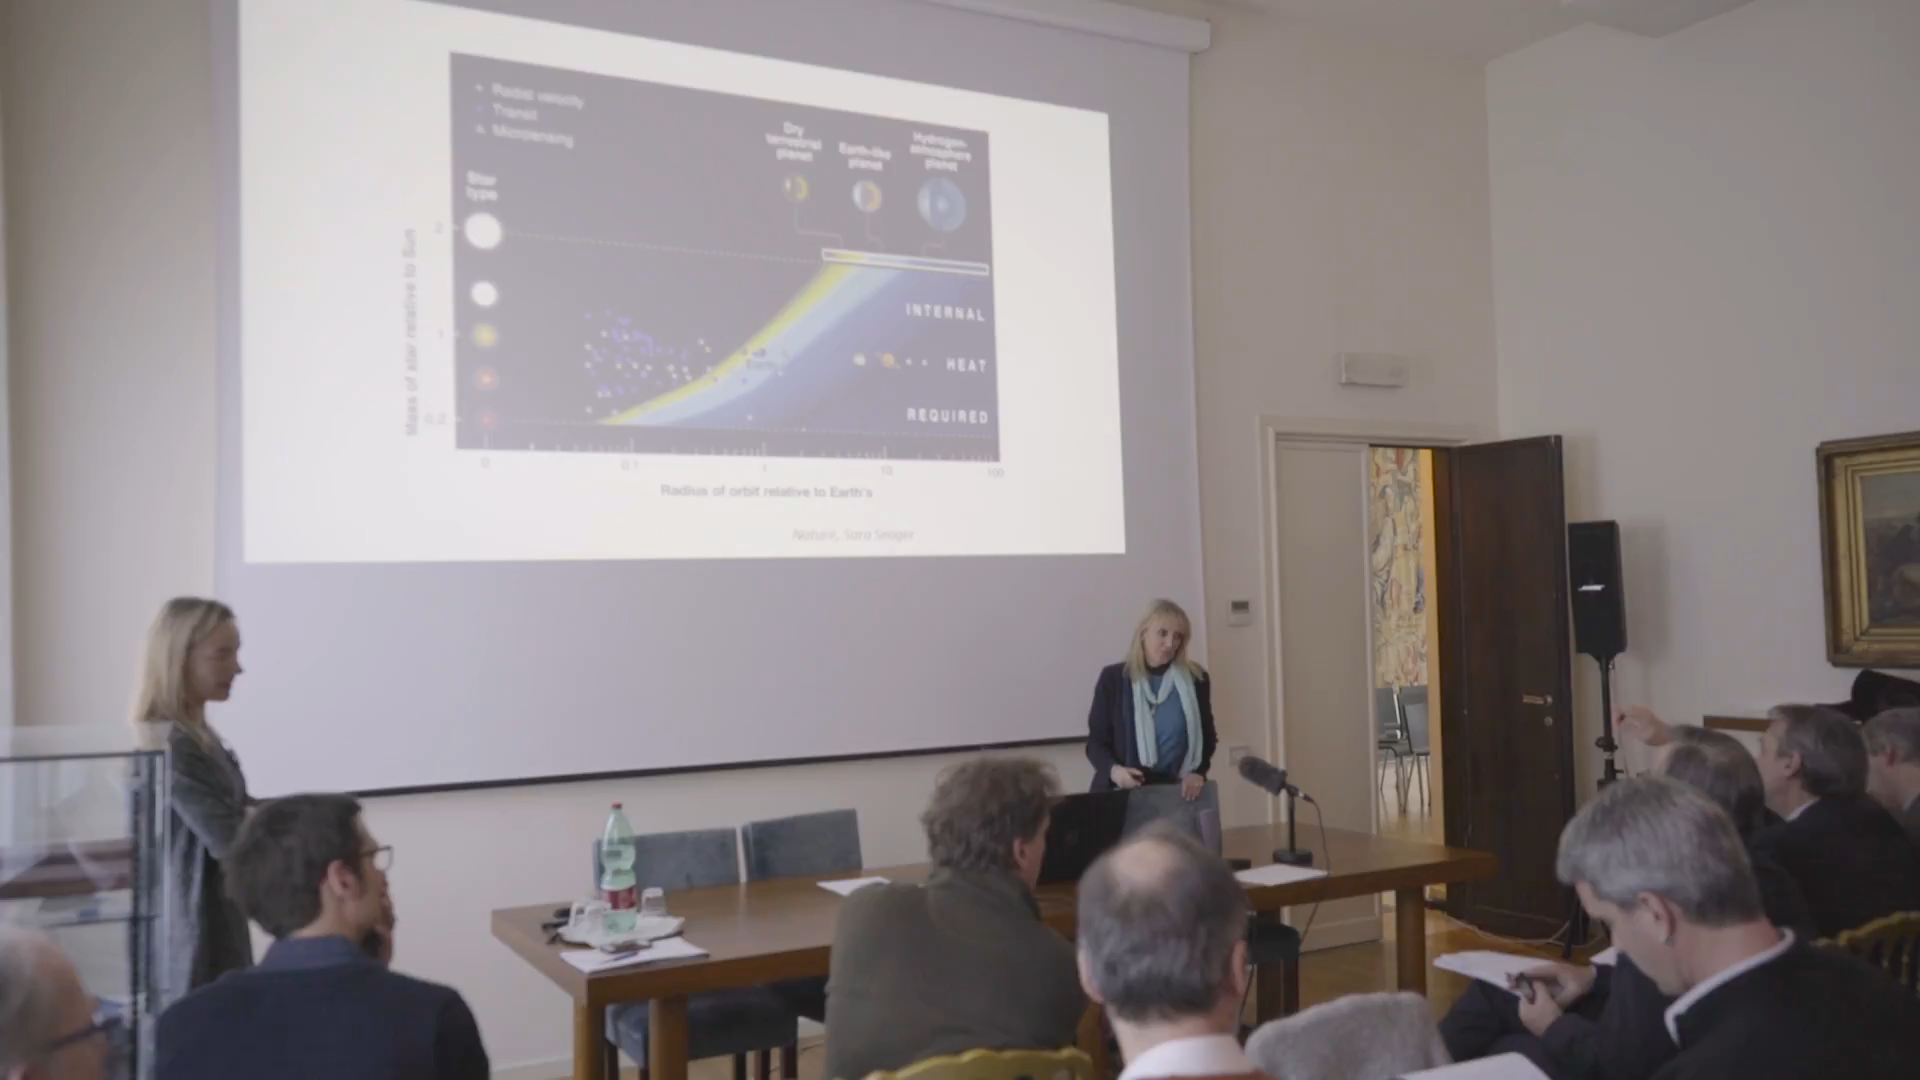 Radial velocity
Transit
Microlensing
Star
type
Dry
terrestrial
planet
Earth-like
planet
Hydrogen-
atmosphere
planet
2
1
0.2
Mass of star relative to Sun
Earth
INTERNAL
HEAT
REQUIRED
0 0.1 1 10 100
Radius of orbit relative to Earth's
Nature, Sara Seager